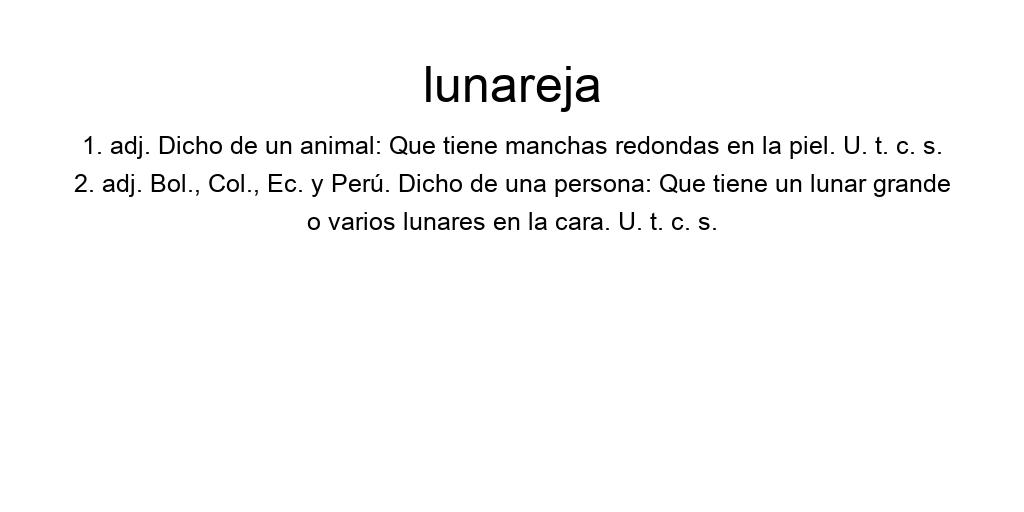 lunareja
1. adj. Dicho de un animal: Que tiene manchas redondas en la piel. U. t. c. s.
2. adj. Bol., Col., Ec. y Perú. Dicho de una persona: Que tiene un lunar grande
o varios lunares en la cara. U. t. c. s.